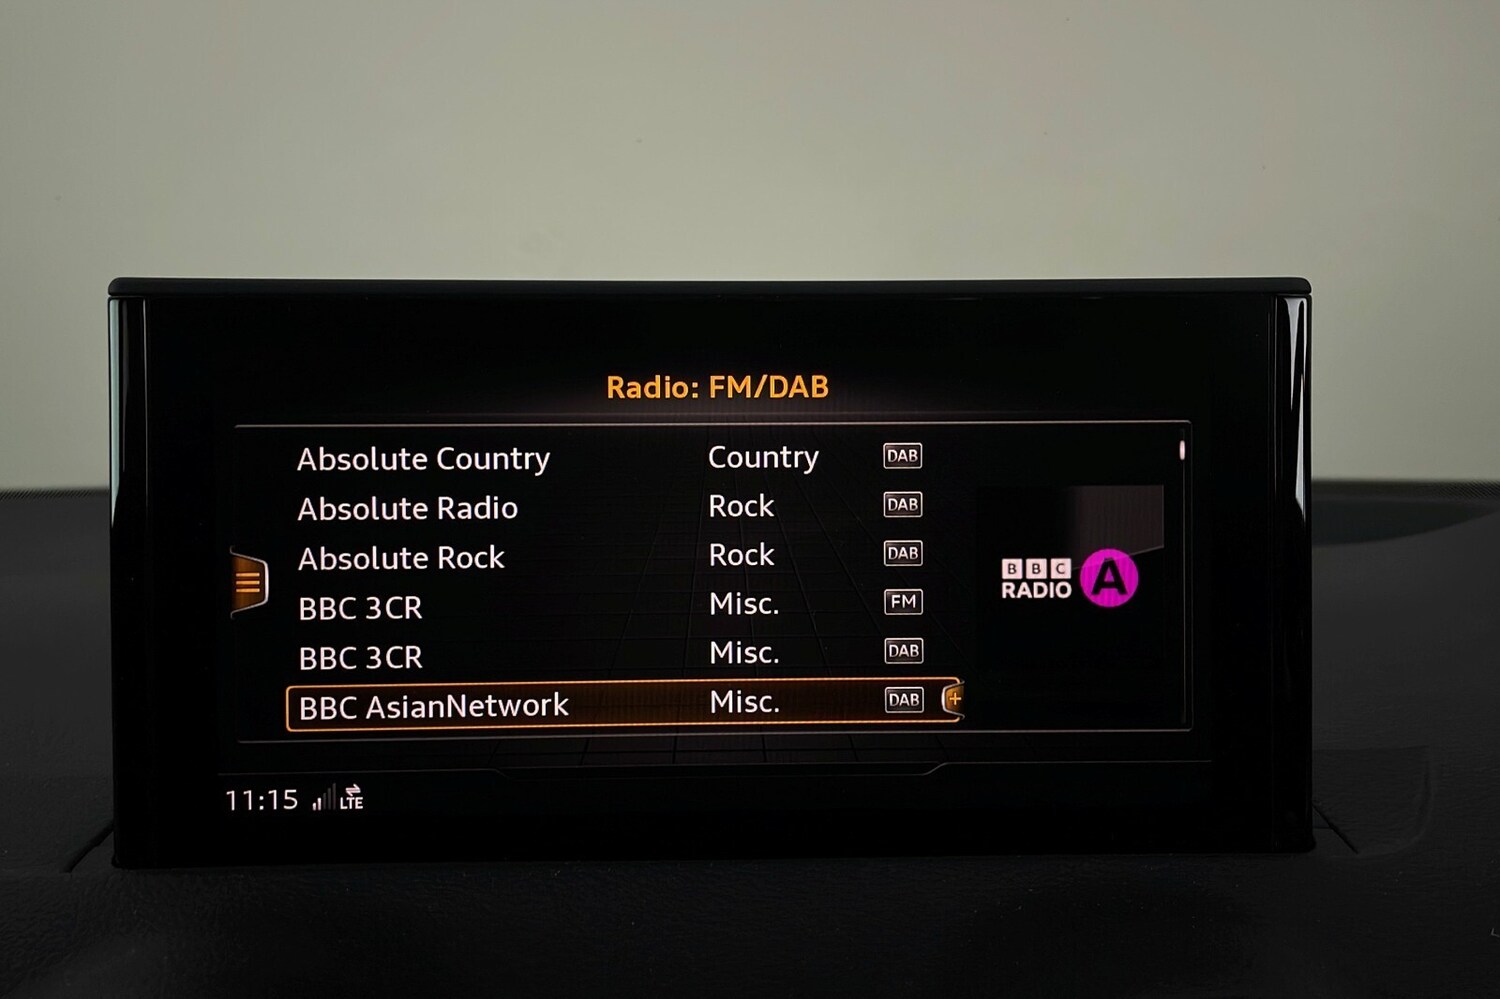 Radio: FM/DAB
Absolute Country Country DAB
Absolute Radio Rock DAB
Absolute Rock Rock DAB
BBC 3CR Misc. FM
BBC 3CR Misc. DAB
BBC AsianNetwork Misc. DAB +
BBC
RADIO A
11:15 LTE